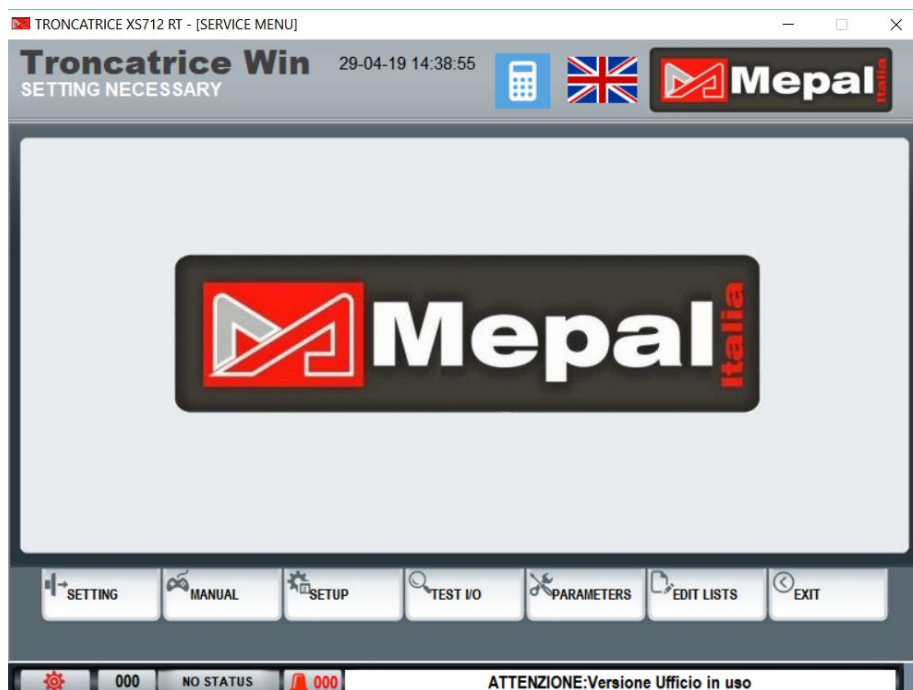 TRONCATRICE XS712 RT - [SERVICE MENU]
Troncatrice Win
29-04-19 14:38:55
SETTING NECESSARY
Mepal Italia
Mepal Italia
SETTING
MANUAL
SETUP
TEST I/O
PARAMETERS
EDIT LISTS
EXIT
000
NO STATUS
000
ATTENZIONE:Versione Ufficio in uso